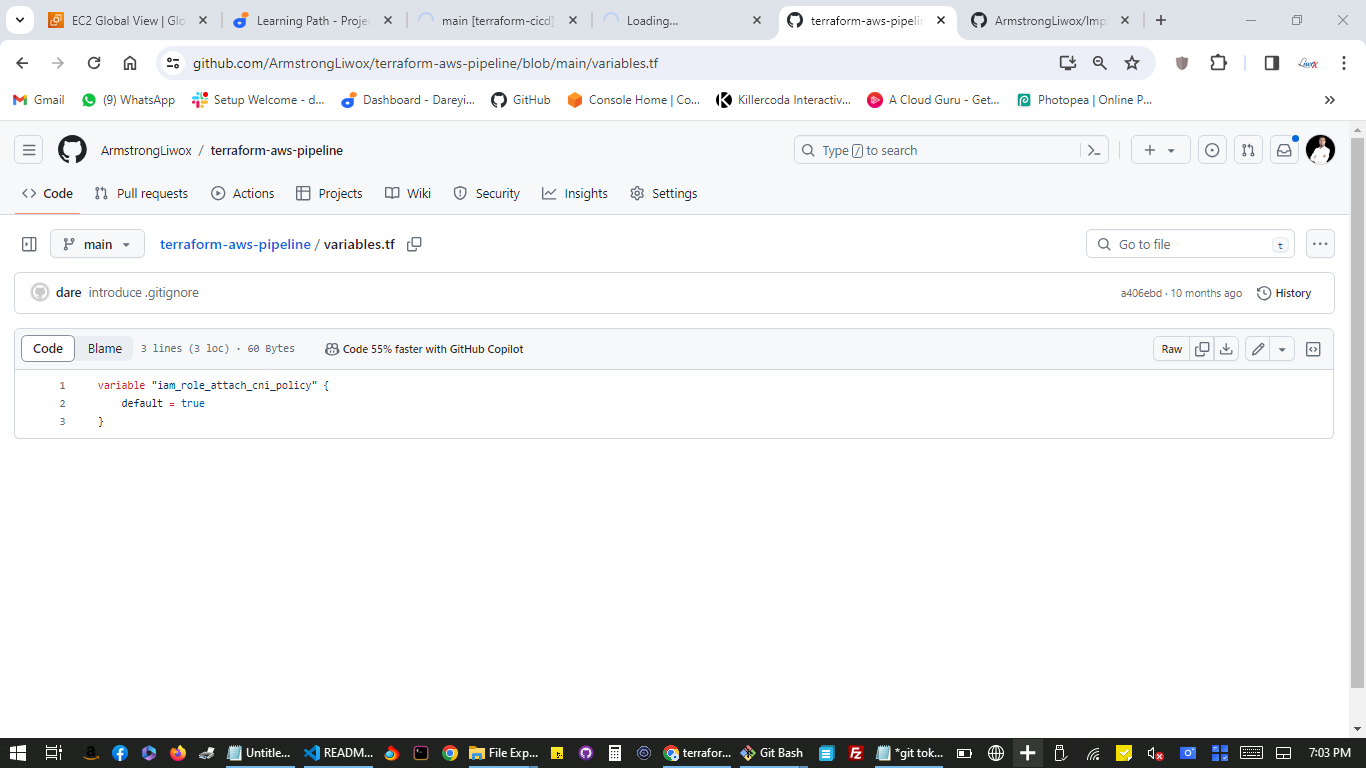 EC2 Global View | Glo
Learning Path - Projec
main [terraform-cicd]
Loading...
terraform-aws-pipelin
ArmstrongLiwox/Impl
github.com/ArmstrongLiwox/terraform-aws-pipeline/blob/main/variables.tf
Gmail
(9) WhatsApp
Setup Welcome - d...
Dashboard - Dareyi...
GitHub
Console Home | Co...
Killercoda Interactiv...
A Cloud Guru - Get...
Photopea | Online P...
ArmstrongLiwox / terraform-aws-pipeline
Type / to search
Code
Pull requests
Actions
Projects
Wiki
Security
Insights
Settings
main
terraform-aws-pipeline / variables.tf
Go to file
t
dare introduce .gitignore
a406ebd · 10 months ago
History
Code
Blame
3 lines (3 loc) · 60 Bytes
Code 55% faster with GitHub Copilot
Raw
1 variable "iam_role_attach_cni_policy" {
2 default = true
3 }
Untitle...
READM...
File Exp...
terrafor...
Git Bash
*git tok...
7:03 PM